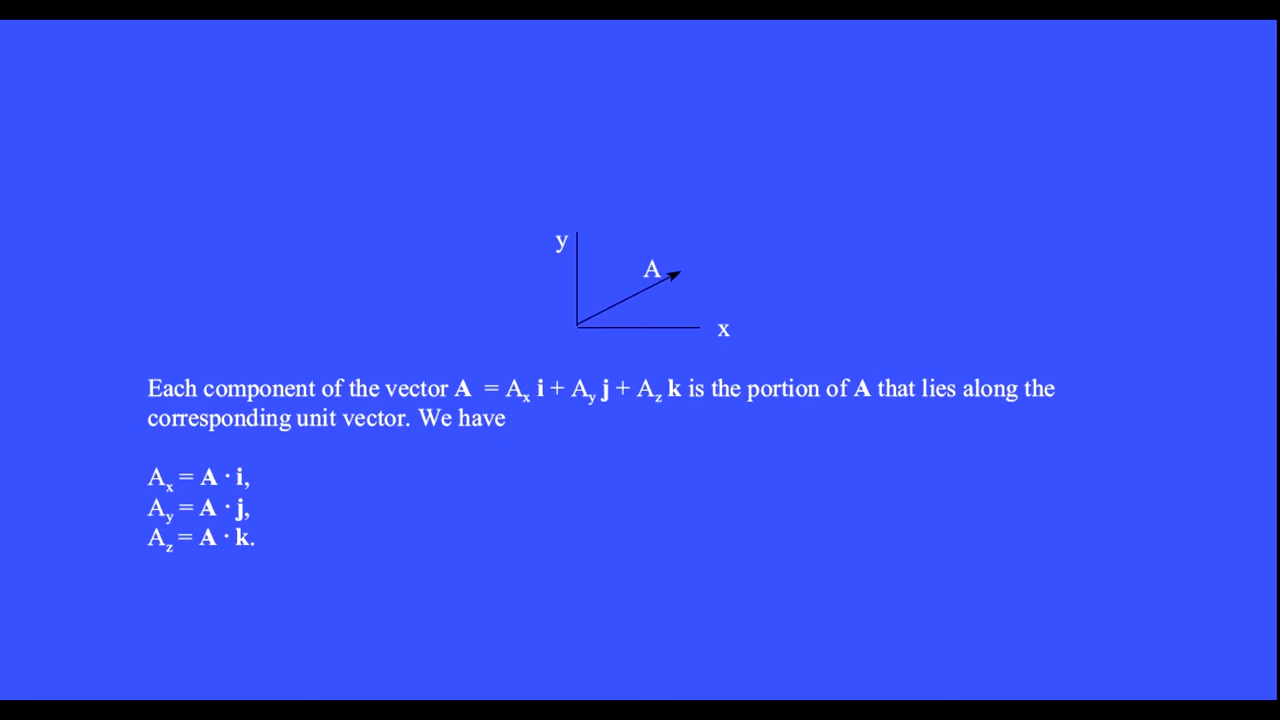 y
A
x
Each component of the vector A = Ax i + Ay j + Az k is the portion of A that lies along the
corresponding unit vector. We have
Ax = A · i,
Ay = A · j,
Az = A · k.